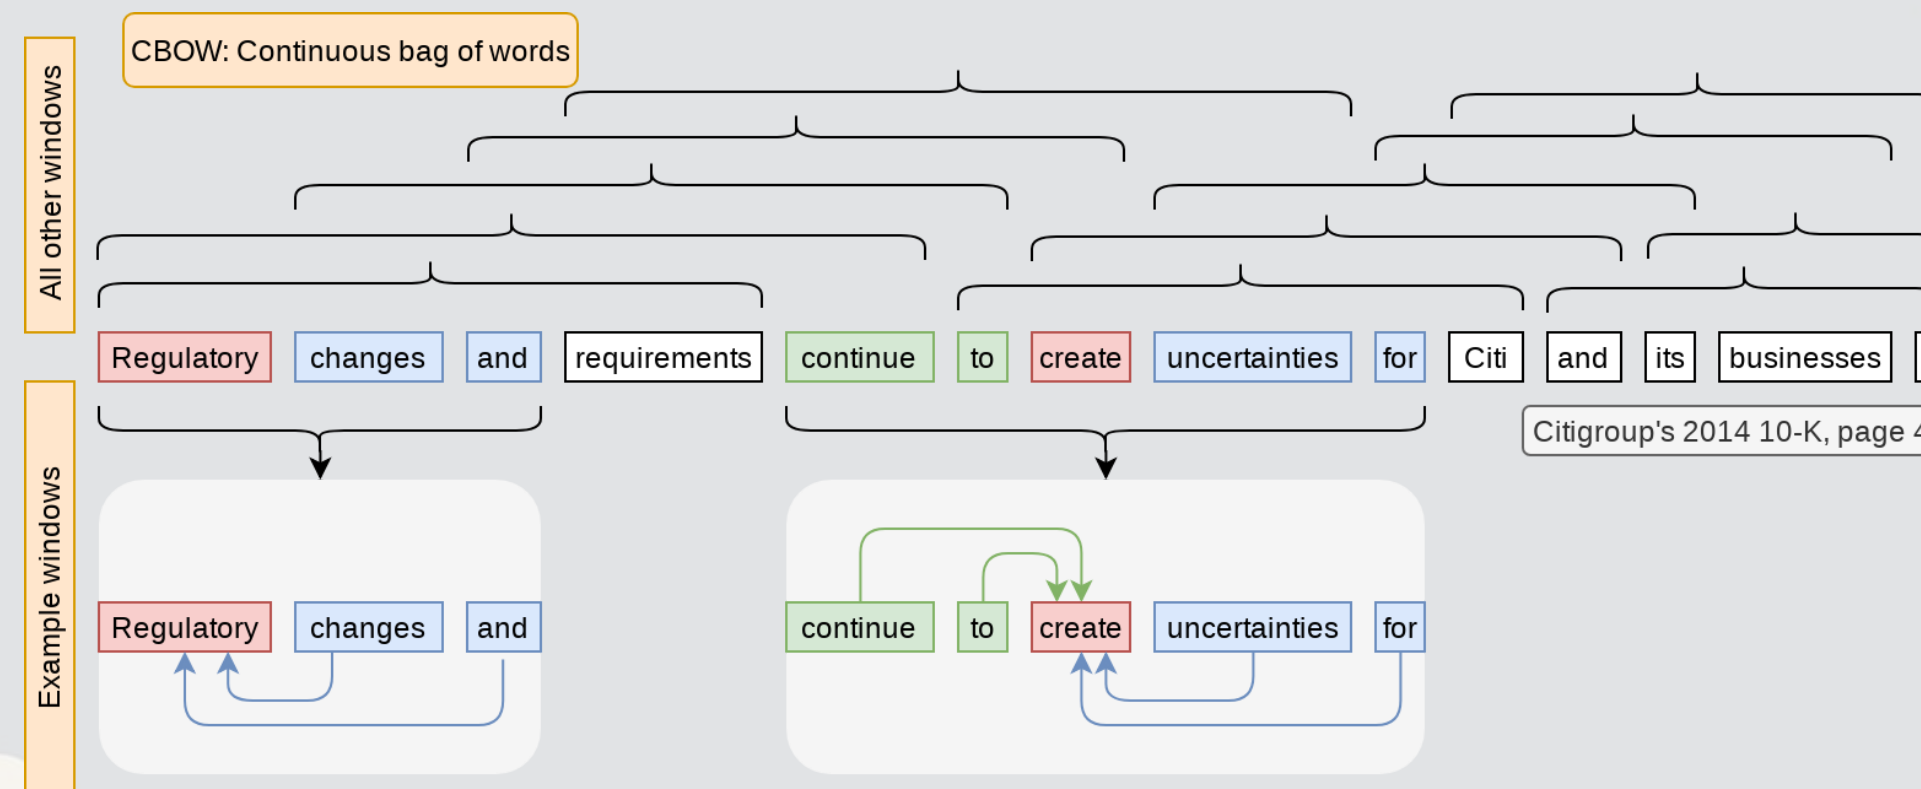 CBOW: Continuous bag of words
All other windows
Regulatory changes and requirements continue to create uncertainties for Citi and its businesses
Citigroup's 2014 10-K, page
Example windows
Regulatory changes and
continue to create uncertainties for